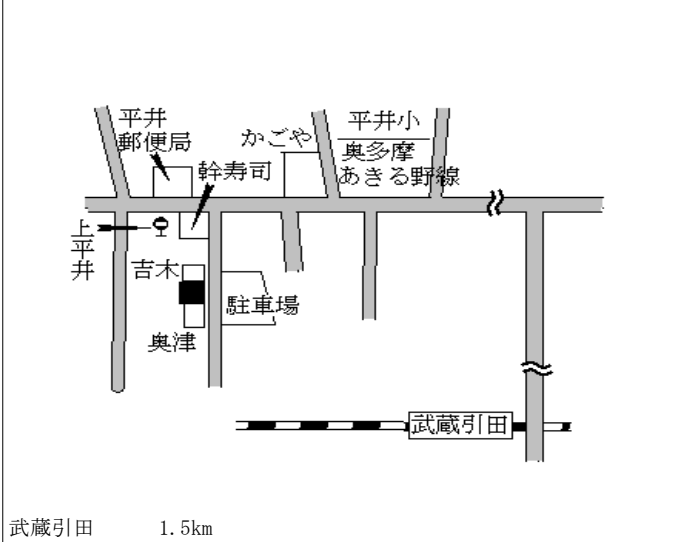 平井
郵便局
幹寿司
かごや
平井小
奥多摩
あきる野線
上平井
吉木
駐車場
奥津
武蔵引田
武蔵引田 1.5km